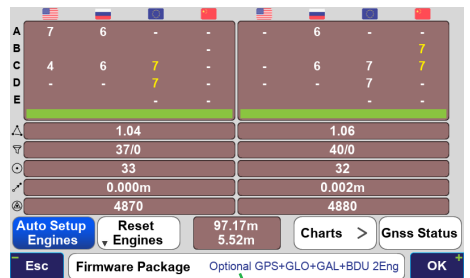 A 7 6 - - - 6 - -
B - 7
C 4 6 7 - - 6 7 7
D - - 7 - - - 7 -
E - - - -
1.04 1.06
37/0 40/0
33 32
0.000m 0.002m
4870 4880
Auto Setup Engines Reset Engines 97.17m 5.52m Charts > Gnss Status
- Esc Firmware Package Optional GPS+GLO+GAL+BDU 2Eng OK +